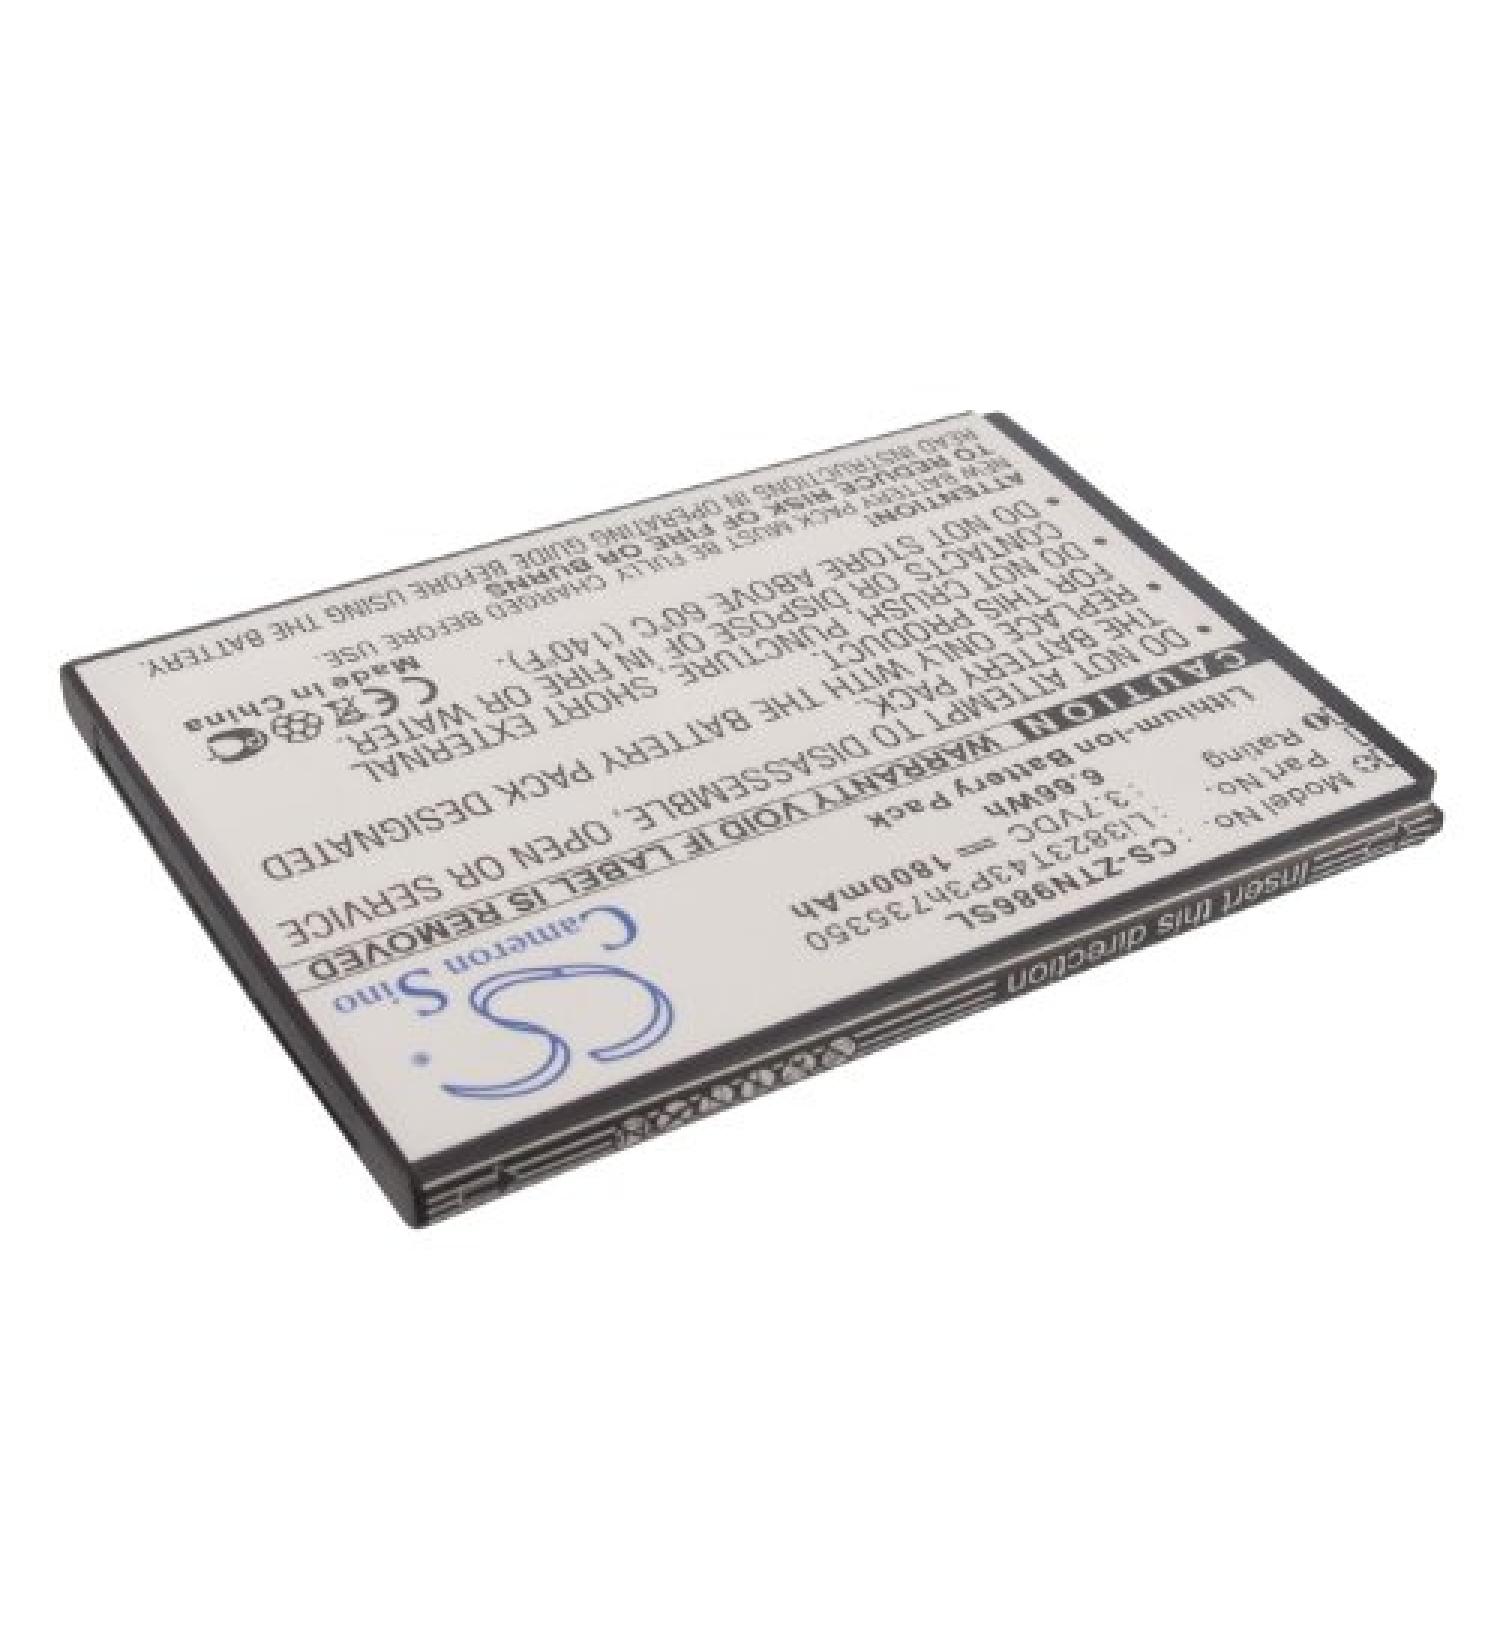 CS
Cameron Sino
Model No. : CS-ZTN986SL
Part No. : Li3823T43P3h735350
Rating : 3.7VDC = 1800mAh
6.66Wh
Lithium-ion Battery Pack
CAUTION WARRANTY VOID IF LABEL IS REMOVED
• DO NOT ATTEMPT TO DISASSEMBLE, OPEN OR SERVICE
THE BATTERY PACK.
• REPLACE ONLY WITH THE BATTERY PACK DESIGNATED
FOR THIS PRODUCT.
• DO NOT CRUSH, PUNCTURE, SHORT EXTERNAL
CONTACTS OR DISPOSE OF IN FIRE OR WATER.
• DO NOT STORE ABOVE 60°C (140°F).
ATTENTION!
NEW BATTERY PACK MUST BE FULLY CHARGED BEFORE USE.
TO REDUCE RISK OF FIRE OR BURNS
READ INSTRUCTIONS IN OPERATING GUIDE BEFORE USING THE BATTERY.
CE
Made in China
Insert this direction